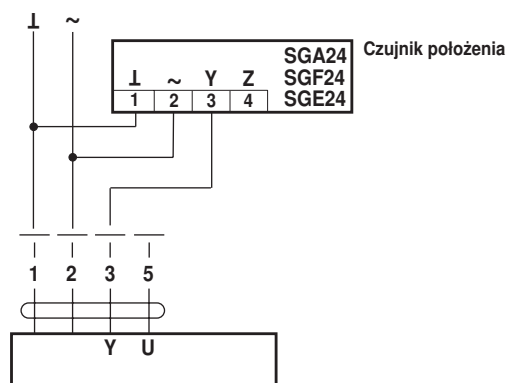 ⊥ ~
SGA24 Czujnik położenia
⊥ ~ Y Z SGF24
1 2 3 4 SGE24
1 2 3 5
Y U